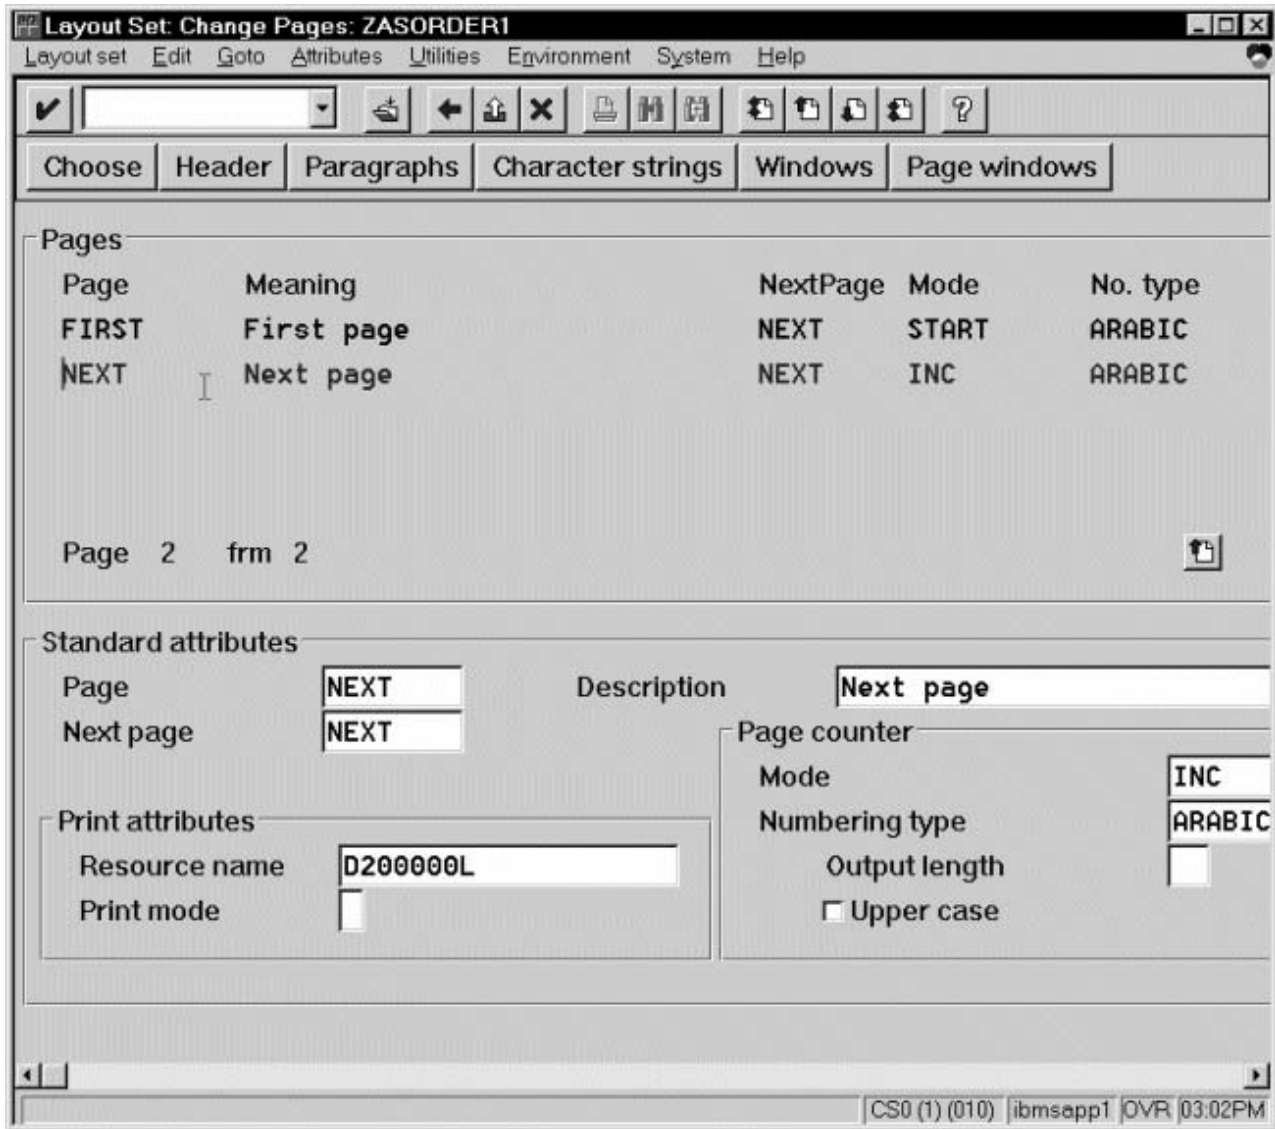 Layout Set: Change Pages: ZASORDER1
Layout set Edit Goto Attributes Utilities Environment System Help
Choose Header Paragraphs Character strings Windows Page windows
Pages
Page Meaning NextPage Mode No. type
FIRST First page NEXT START ARABIC
NEXT Next page NEXT INC ARABIC
Page 2 frm 2
Standard attributes
Page NEXT Description Next page
Next page NEXT
Page counter
Mode INC
Print attributes
Numbering type ARABIC
Resource name D200000L
Output length
Print mode
Upper case
CS0 (1) (010) ibmsapp1 OVR 03:02PM